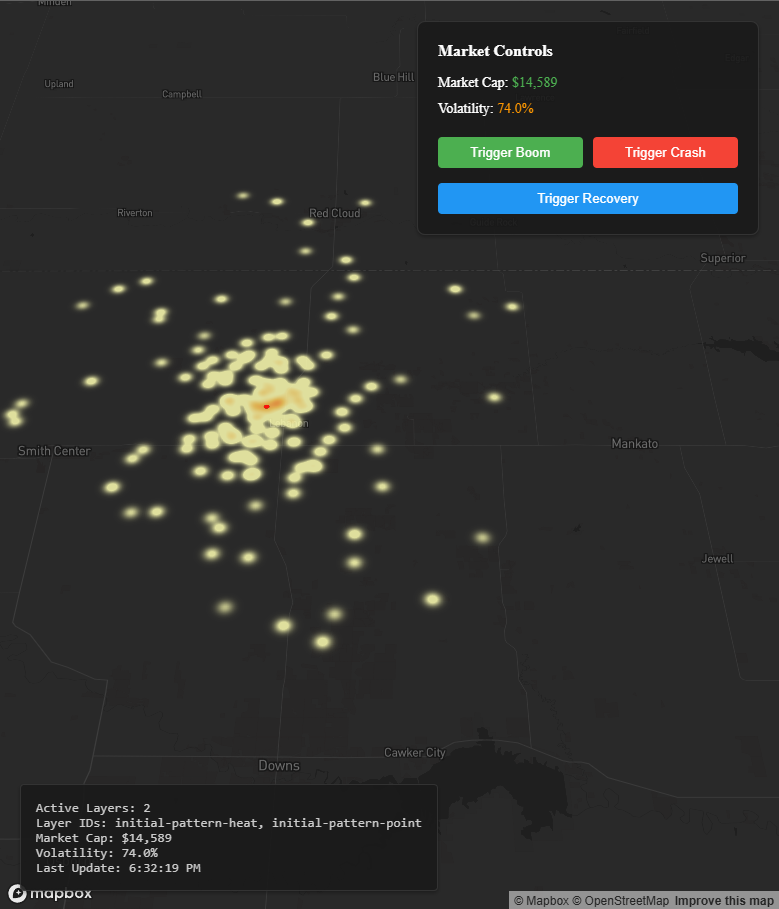 Minden
Market Controls
Blue Hill
Market Cap: $14,589
Upland
Campbell
Volatility: 74.0%
Trigger Boom
Trigger Crash
Trigger Recovery
Riverton
Red Cloud
Superior
Smith Center
Mankato
Jewell
Cawker City
Downs
Active Layers: 2
Layer IDs: initial-pattern-heat, initial-pattern-point
Market Cap: $14,589
Volatility: 74.0%
Last Update: 6:32:19 PM
mapbox
© Mapbox © OpenStreetMap Improve this map